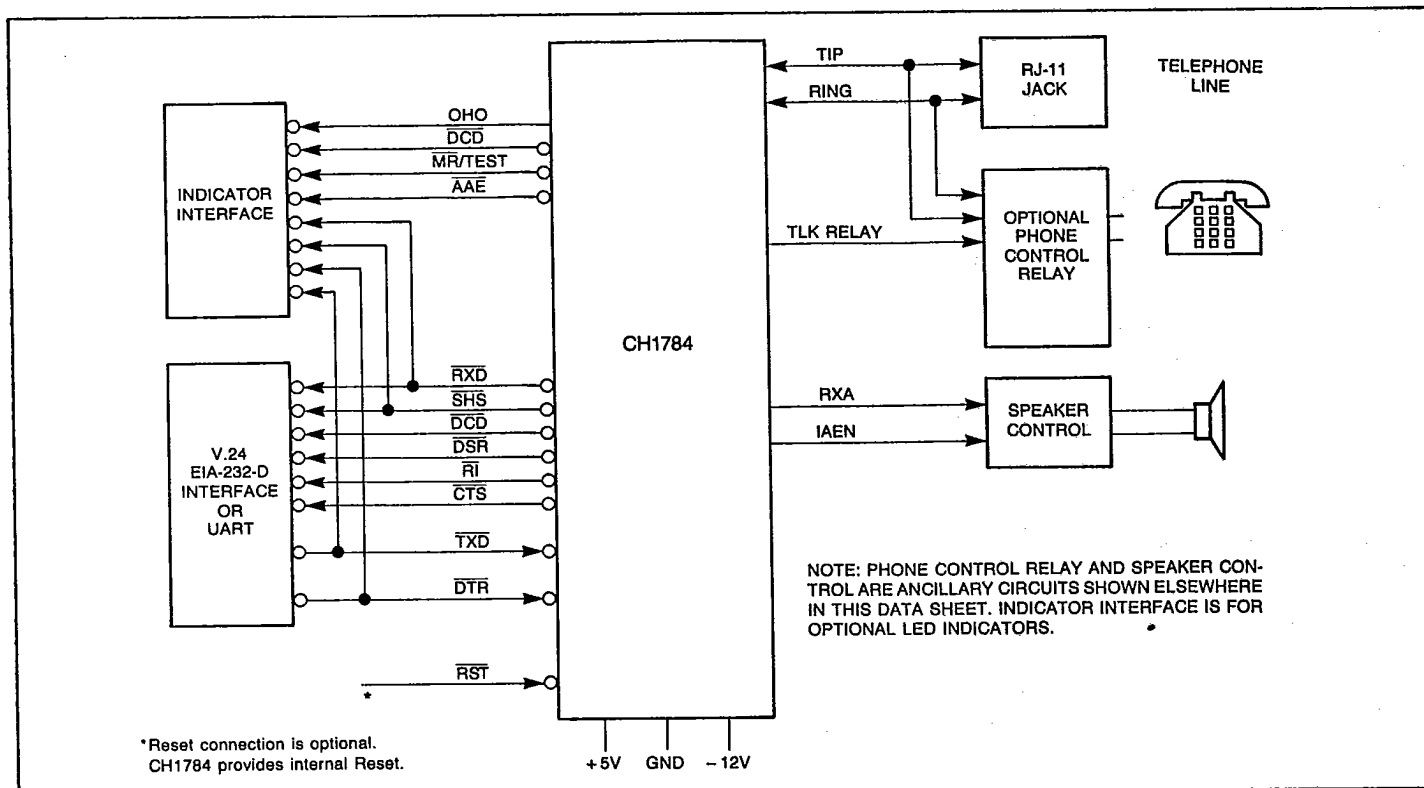 TIP
RING
RJ-11
JACK
TELEPHONE
LINE
OHO
DCD
MR/TEST
AAE
INDICATOR
INTERFACE
TLK RELAY
OPTIONAL
PHONE
CONTROL
RELAY
CH1784
RXD
SHS
DCD
DSR
RI
CTS
TXD
DTR
V.24
EIA-232-D
INTERFACE
OR
UART
RXA
IAEN
SPEAKER
CONTROL
NOTE: PHONE CONTROL RELAY AND SPEAKER CON-
TROL ARE ANCILLARY CIRCUITS SHOWN ELSEWHERE
IN THIS DATA SHEET. INDICATOR INTERFACE IS FOR
OPTIONAL LED INDICATORS.
RST
*
*Reset connection is optional.
CH1784 provides internal Reset.
+5V GND -12V